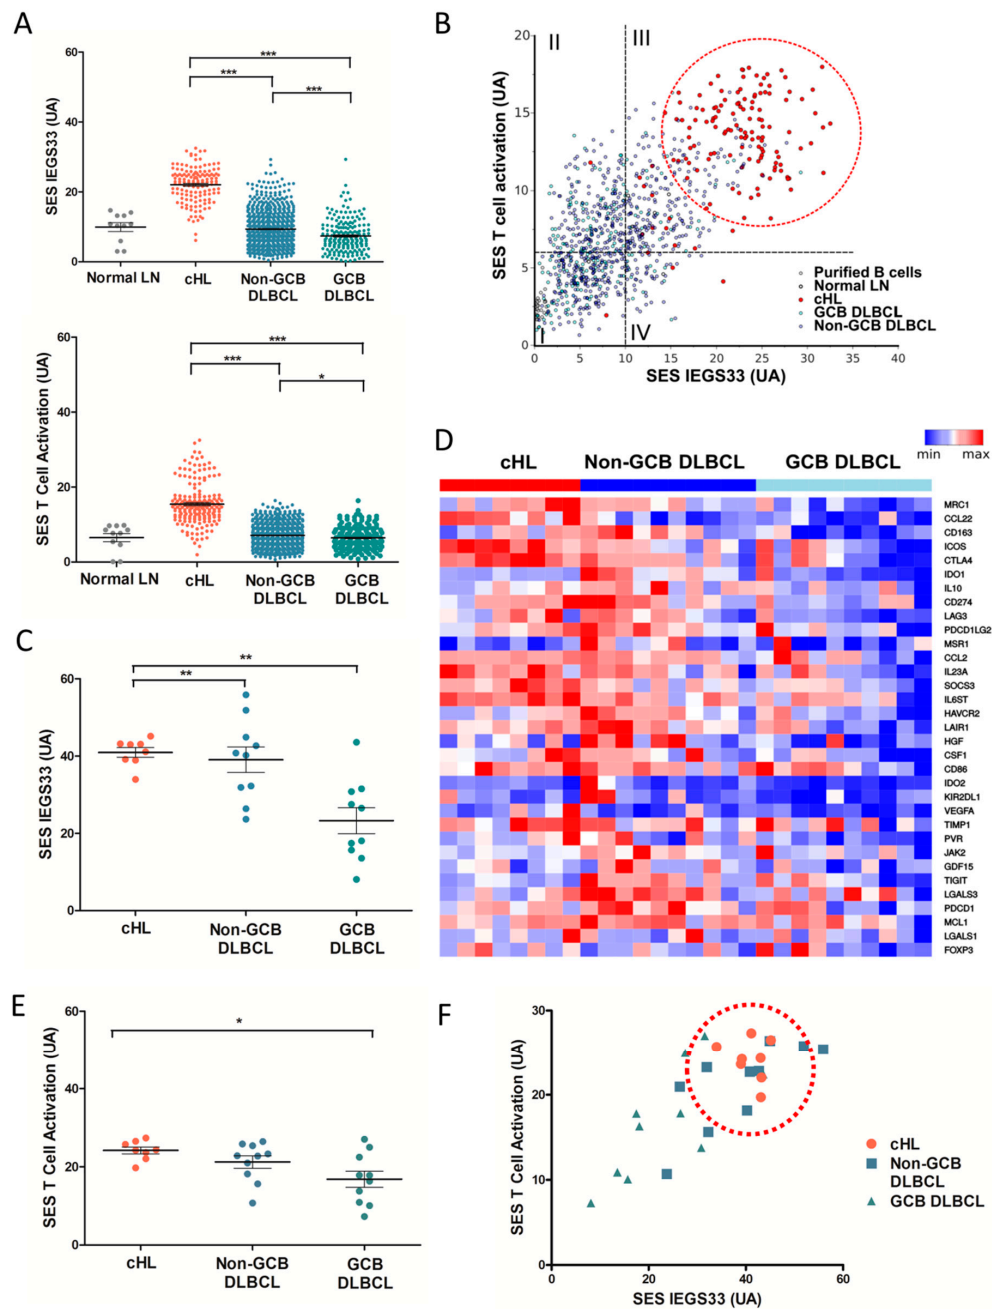 A
SES IEGS33 (UA)
60
40
20
0
***
***
***
Normal LN
cHL
Non-GCB
DLBCL
GCB
DLBCL
SES T Cell Activation (UA)
60
40
20
0
***
***
*
Normal LN
cHL
Non-GCB
DLBCL
GCB
DLBCL
B
SES T cell activation (UA)
20
15
10
5
0
II
III
I
IV
Purified B cells
Normal LN
cHL
GCB DLBCL
Non-GCB DLBCL
0
5
10
15
20
25
30
35
40
SES IEGS33 (UA)
C
SES IEGS33 (UA)
60
40
20
0
**
**
cHL
Non-GCB
DLBCL
GCB
DLBCL
D
min
max
cHL
Non-GCB DLBCL
GCB DLBCL
MRC1
CCL22
CD163
ICOS
CTLA4
IDO1
IL10
CD274
LAG3
PDCD1LG2
MSR1
CCL2
IL23A
SOCS3
IL6ST
HAVCR2
LAIR1
HGF
CSF1
CD86
IDO2
KIR2DL1
VEGFA
TIMP1
PVR
JAK2
GDF15
TIGIT
LGALS3
PDCD1
MCL1
LGALS1
FOXP3
E
SES T Cell Activation (UA)
60
40
20
0
*
cHL
Non-GCB
DLBCL
GCB
DLBCL
F
SES T Cell Activation (UA)
30
20
10
0
cHL
Non-GCB
DLBCL
GCB DLBCL
0
20
40
60
SES IEGS33 (UA)